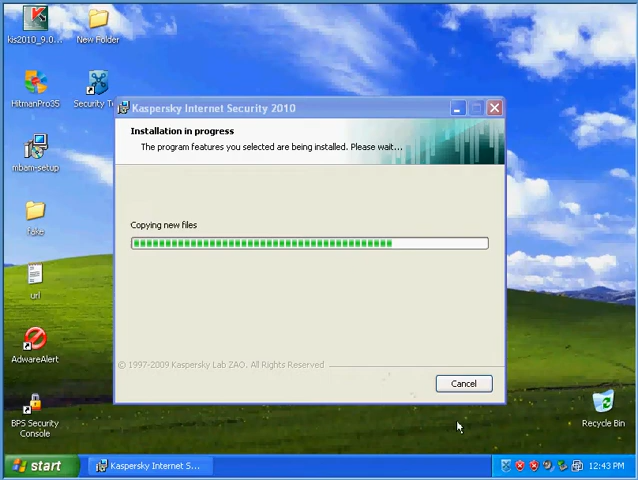 kis2010_9.0...
New Folder
HitmanPro35
Security T
mbam-setup
fake
url
AdwareAlert
BPS Security
Console
Kaspersky Internet Security 2010
Installation in progress
The program features you selected are being installed. Please wait...
Copying new files
© 1997-2009 Kaspersky Lab ZAO. All Rights Reserved
Cancel
Recycle Bin
start
Kaspersky Internet S...
12:43 PM